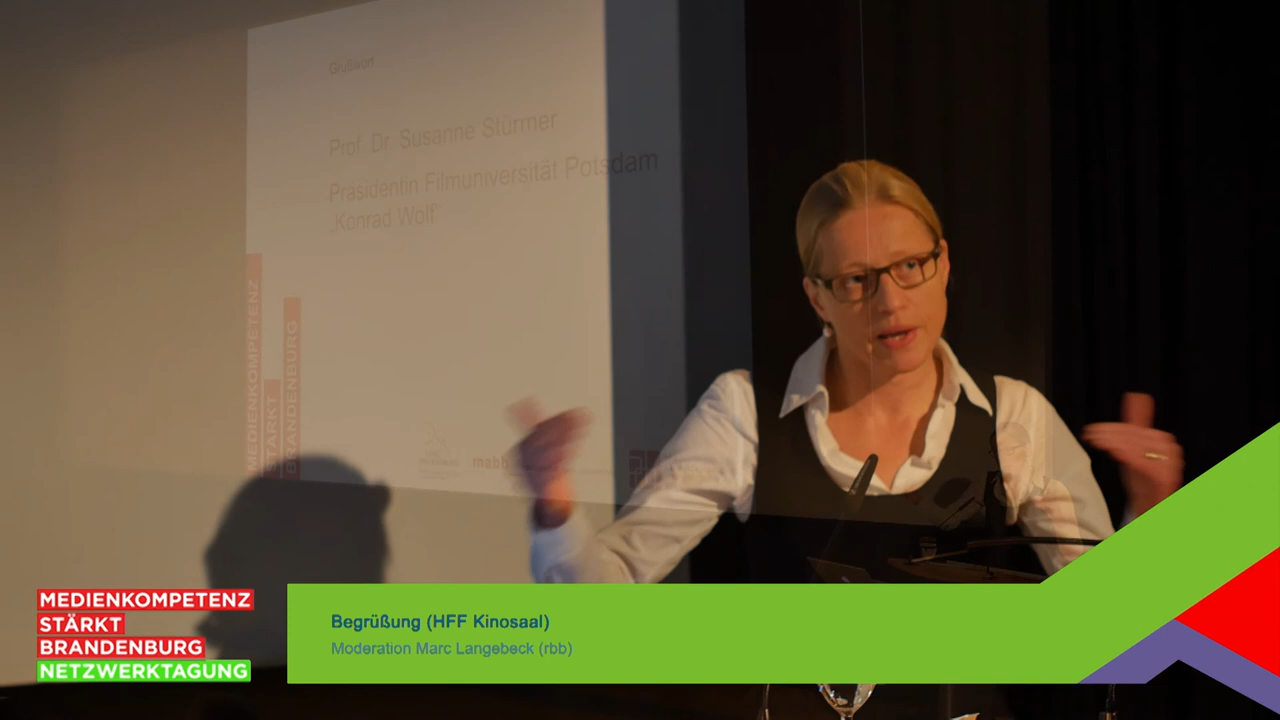 Grußwort
Prof. Dr. Susanne Stürmer
Präsidentin Filmuniversität Potsdam
„Konrad Wolf“
MEDIENKOMPETENZ
STÄRKT
BRANDENBURG
mabb
MEDIENKOMPETENZ
STÄRKT
BRANDENBURG
NETZWERKTAGUNG
Begrüßung (HFF Kinosaal)
Moderation Marc Langebeck (rbb)